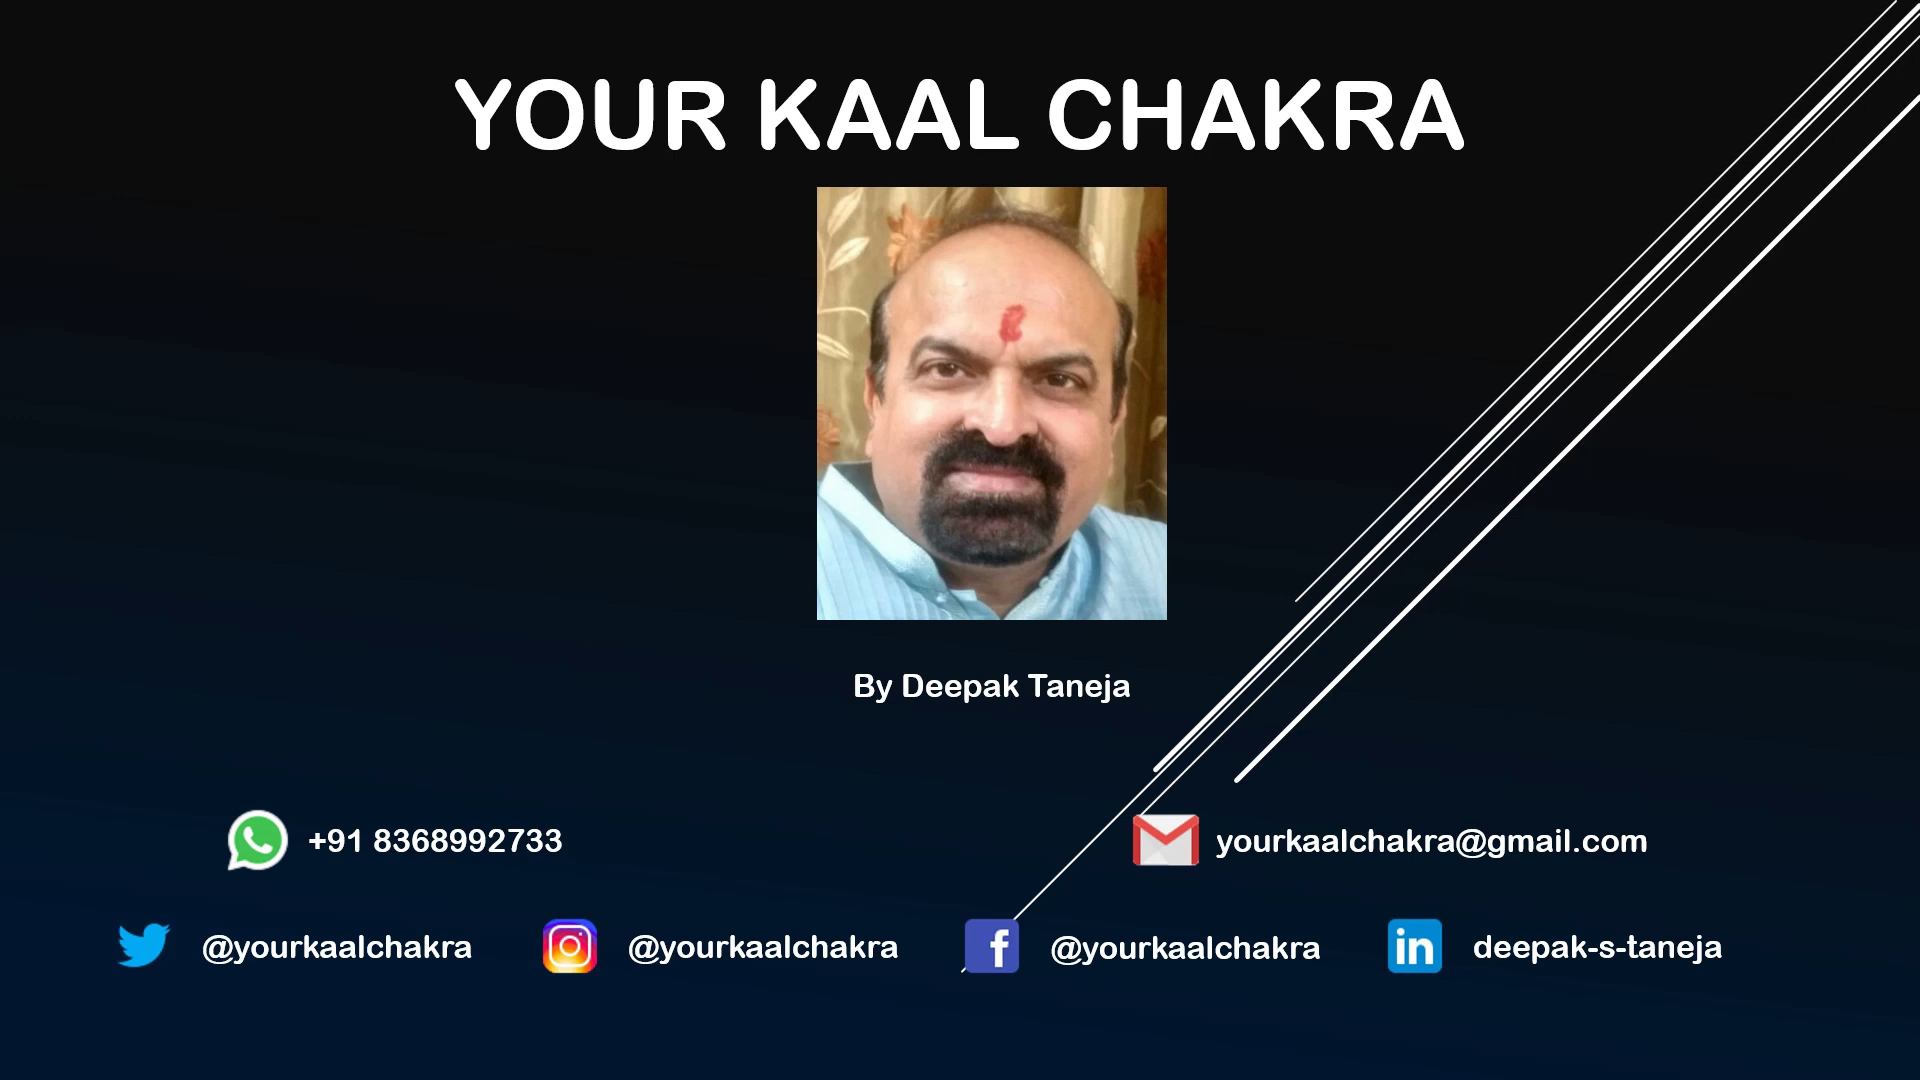 YOUR KAAL CHAKRA
By Deepak Taneja
+91 8368992733
yourkaalchakra@gmail.com
@yourkaalchakra
@yourkaalchakra
@yourkaalchakra
deepak-s-taneja